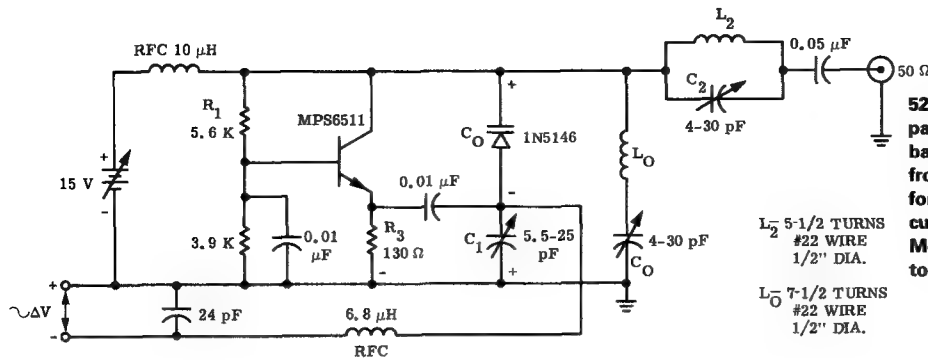 L2
RFC 10 μH
0.05 μF
50 Ω
C2
4-30 pF
R1
5.6 K
MPS6511
CO
1N5146
LO
15 V
+
-
0.01 μF
3.9 K
0.01
μF
R3
130 Ω
C1
5.5-25
pF
4-30 pF
CO
L2- 5-1/2 TURNS
#22 WIRE
1/2" DIA.
LO- 7-1/2 TURNS
#22 WIRE
1/2" DIA.
+
∿ΔV
-
24 pF
6.8 μH
RFC
52
pa
ba
fro
for
cu
M
to